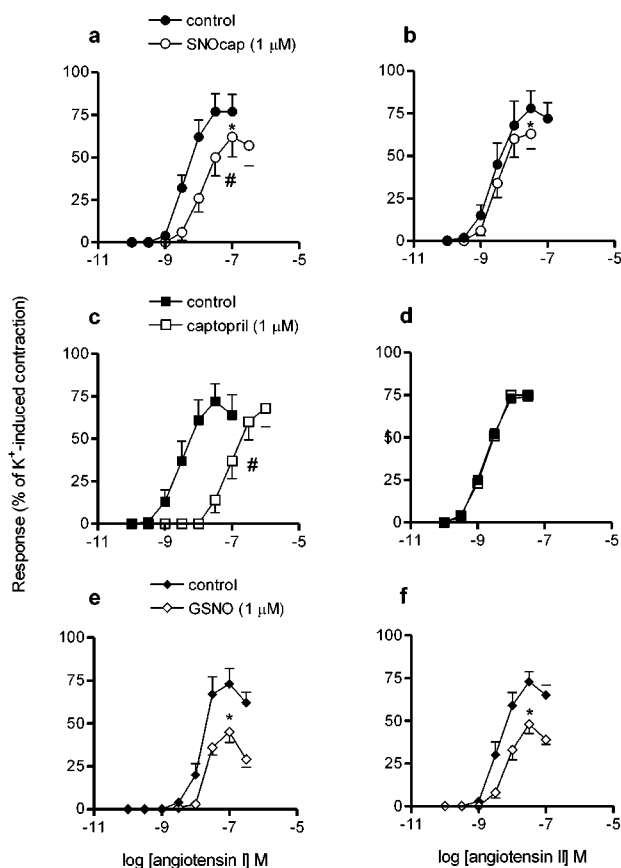 control
a SNOcap (1 µM) b
100 100
75 75
* *
50 50
#
25 25
0 0
-11 -9 -7 -5 -11 -9 -7 -5
control
c captopril (1 µM) d
100 100
75 75
50 50
#
25 25
0 0
-11 -9 -7 -5 -11 -9 -7 -5
Response (% of K+-induced contraction)
control
e GSNO (1 µM) f
100 100
75 75
* *
50 50
25 25
0 0
-11 -9 -7 -5 -11 -9 -7 -5
log [angiotensin I] M log [angiotensin II] M